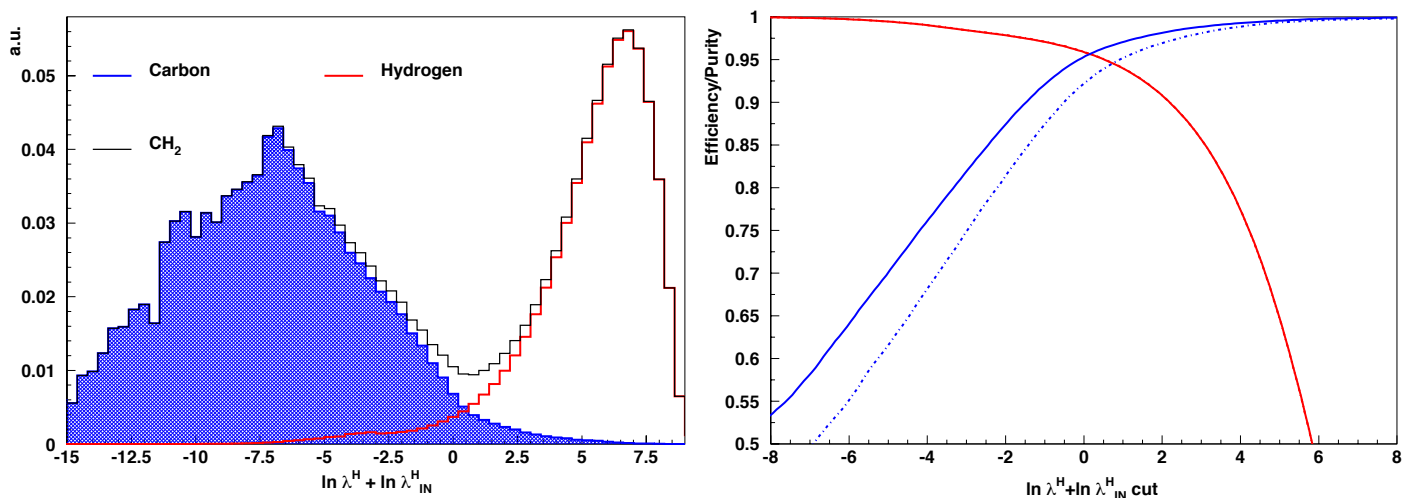 a.u.
0.05
0.04
0.03
0.02
0.01
0
Carbon
Hydrogen
CH₂
-15 -12.5 -10 -7.5 -5 -2.5 0 2.5 5 7.5
ln λᴴ + ln λᴴ_IN
Efficiency/Purity
1
0.95
0.9
0.85
0.8
0.75
0.7
0.65
0.6
0.55
0.5
-8 -6 -4 -2 0 2 4 6 8
ln λᴴ+ln λᴴ_IN cut